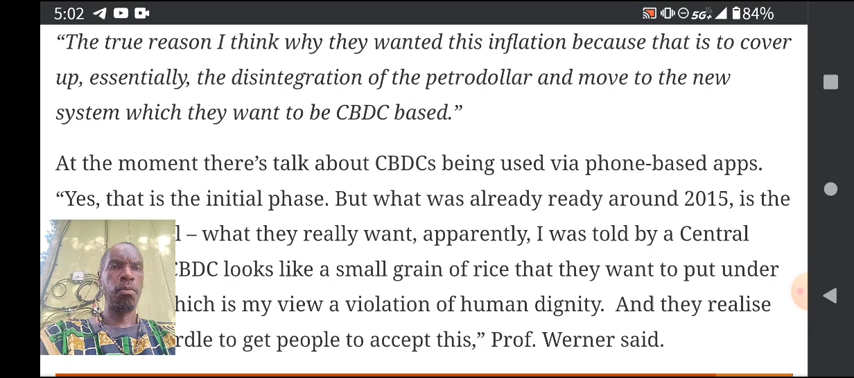 5:02 5G+ 84%
“The true reason I think why they wanted this inflation because that is to cover
up, essentially, the disintegration of the petrodollar and move to the new
system which they want to be CBDC based.”
At the moment there’s talk about CBDCs being used via phone-based apps.
“Yes, that is the initial phase. But what was already ready around 2015, is the
l – what they really want, apparently, I was told by a Central
CBDC looks like a small grain of rice that they want to put under
hich is my view a violation of human dignity.  And they realise
rdle to get people to accept this,” Prof. Werner said.